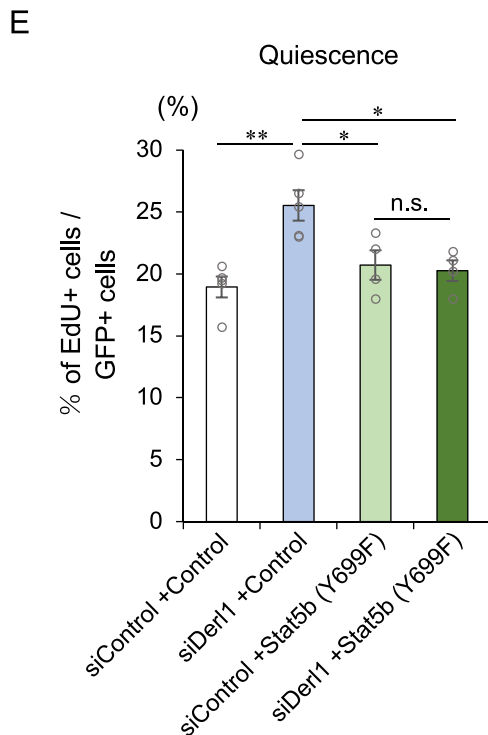 E
Quiescence
(%)
**
*
*
n.s.
30
25
20
15
10
5
0
% of EdU+ cells /
GFP+ cells
siControl +Control
siDerl1 +Control
siControl +Stat5b (Y699F)
siDerl1 +Stat5b (Y699F)